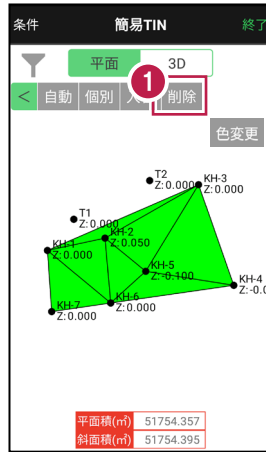 条件 簡易TIN 終了
平面 3D
1
< 自動 個別 削除
色変更
T2
Z:0.000
KH-3
Z:0.000
T1
Z:0.000
KH-2
Z:0.050
KH-1
Z:0.000
KH-5
Z:-0.100
KH-4
KH-6
Z:0.000
KH-7
Z:0.000
平面積(㎡) 51754.357
斜面積(㎡) 51754.395